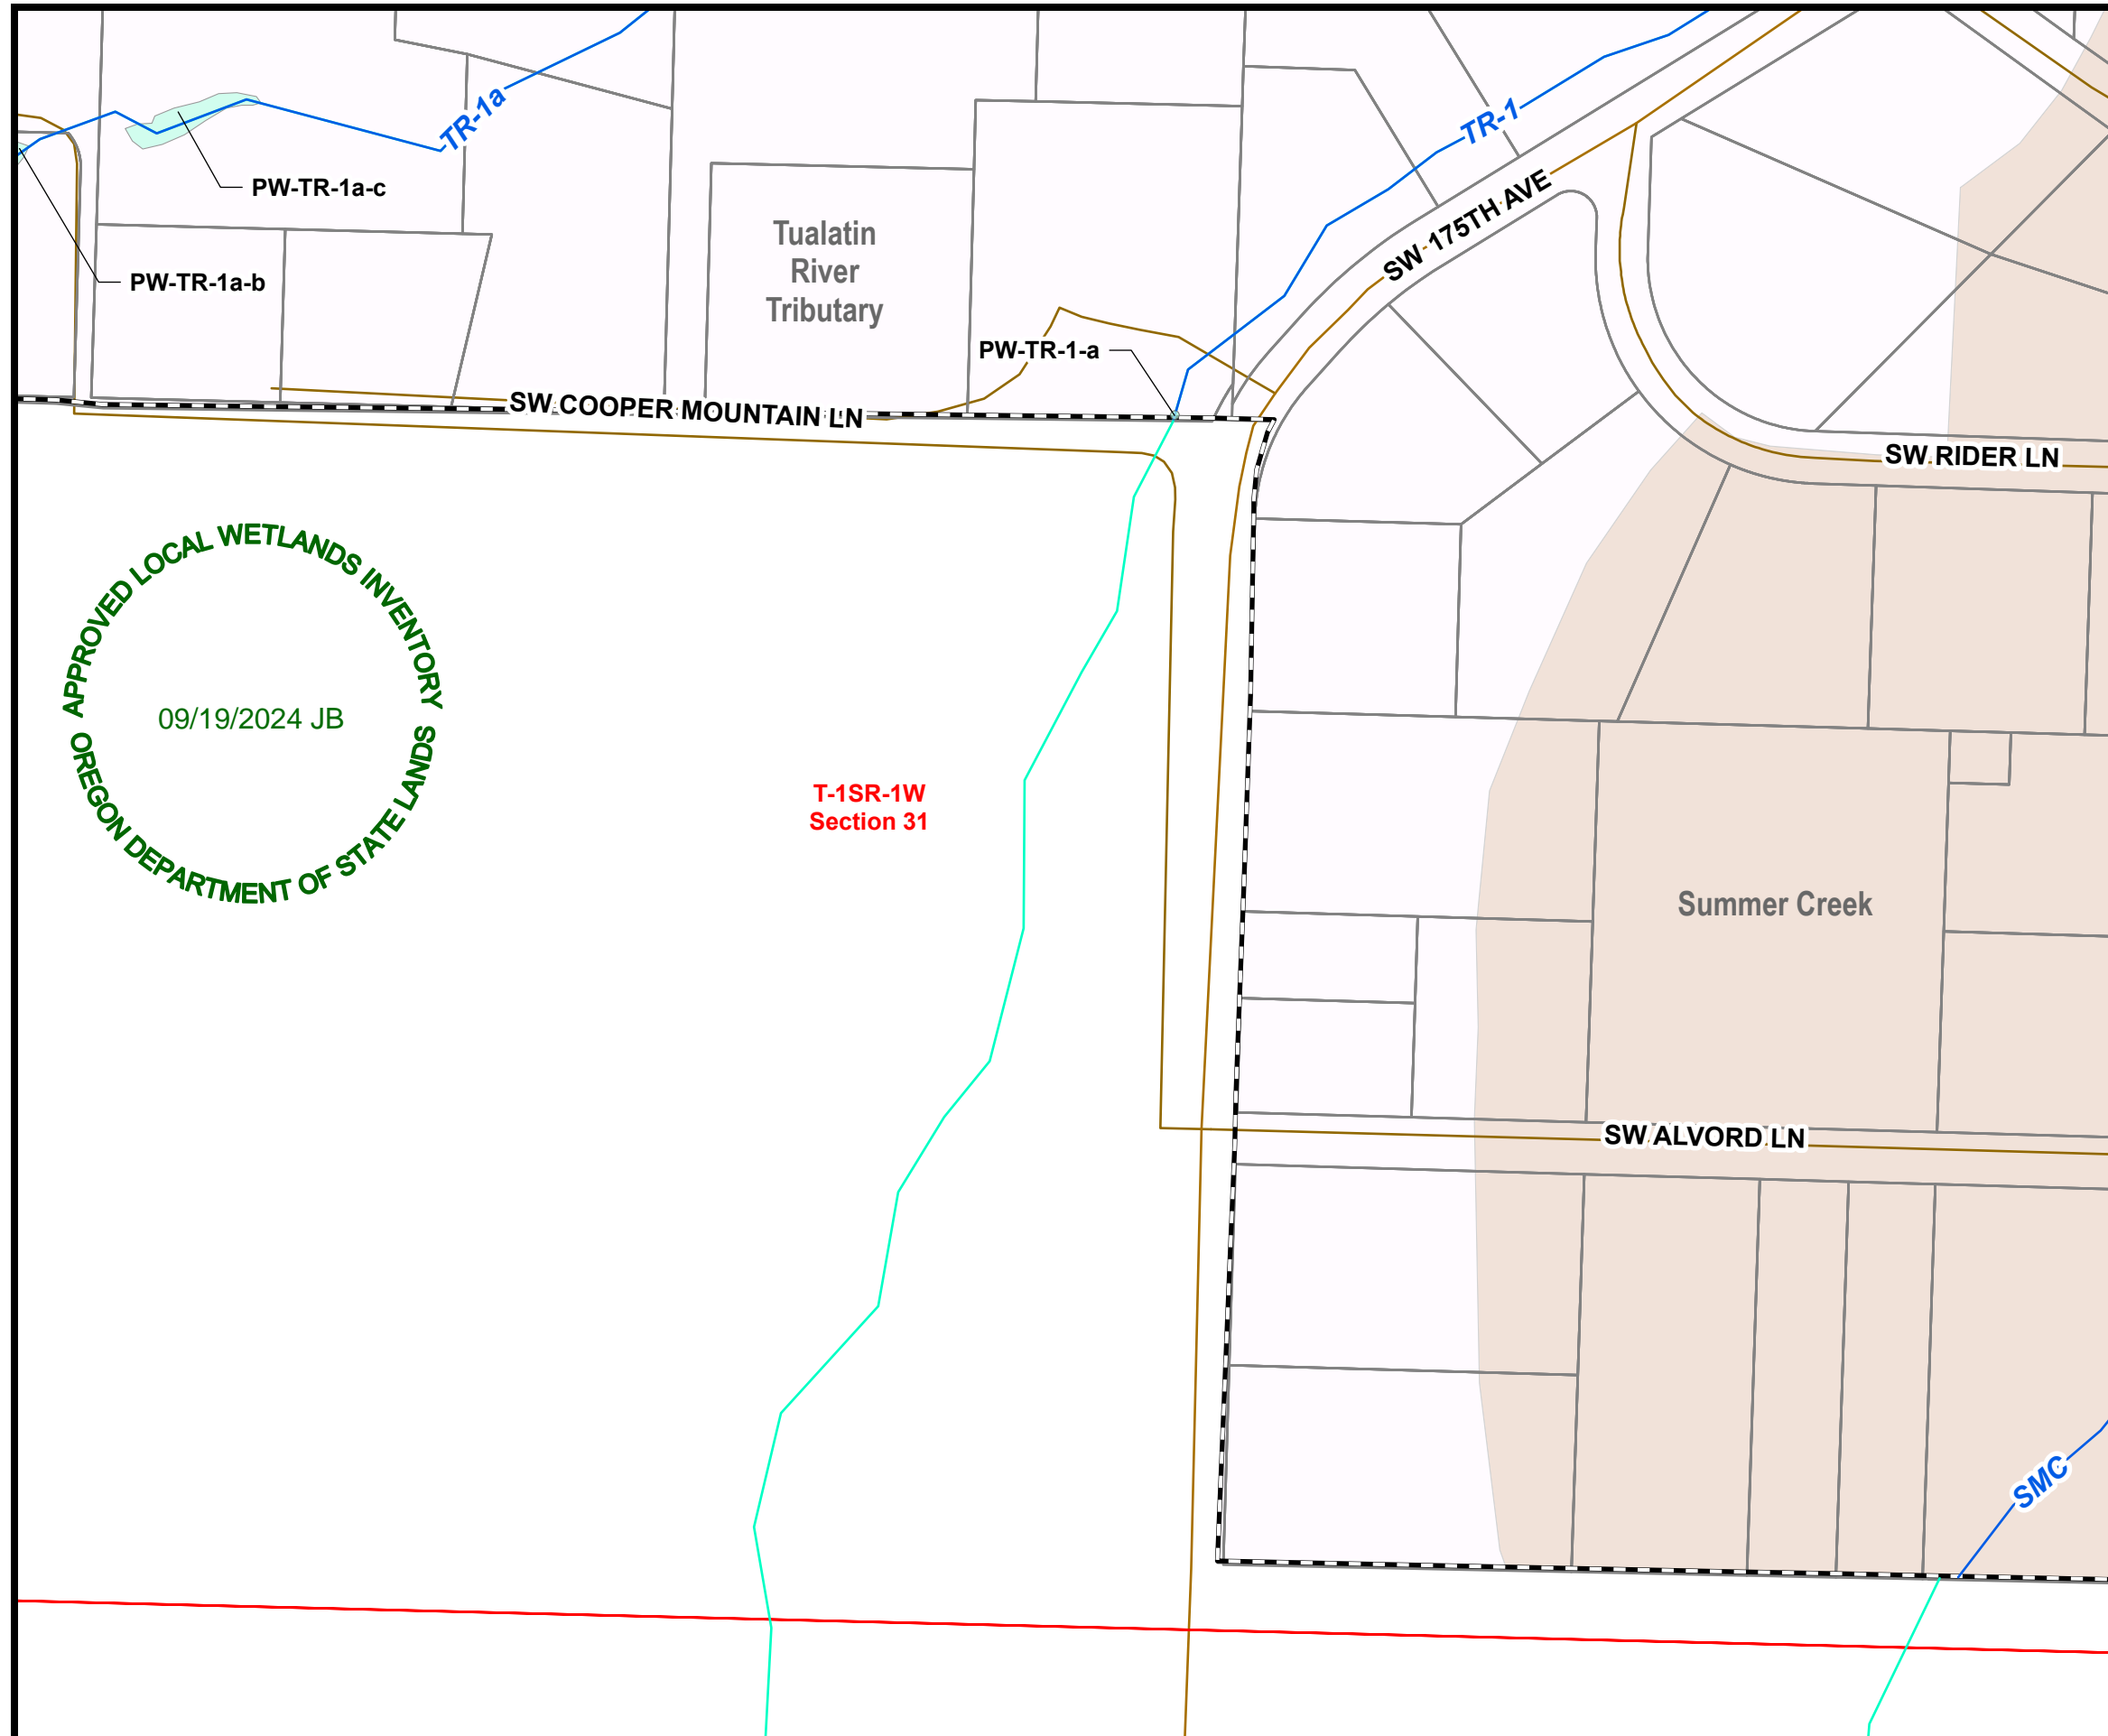 TR-1a
TR-1
PW-TR-1a-c
SW 175TH AVE
Tualatin
River
Tributary
PW-TR-1a-b
PW-TR-1-a
SW COOPER MOUNTAIN LN
SW RIDER LN
APPROVED LOCAL WETLANDS INVENTORY
09/19/2024 JB
OREGON DEPARTMENT OF STATE LANDS
T-1SR-1W
Section 31
Summer Creek
SW ALVORD LN
SMC